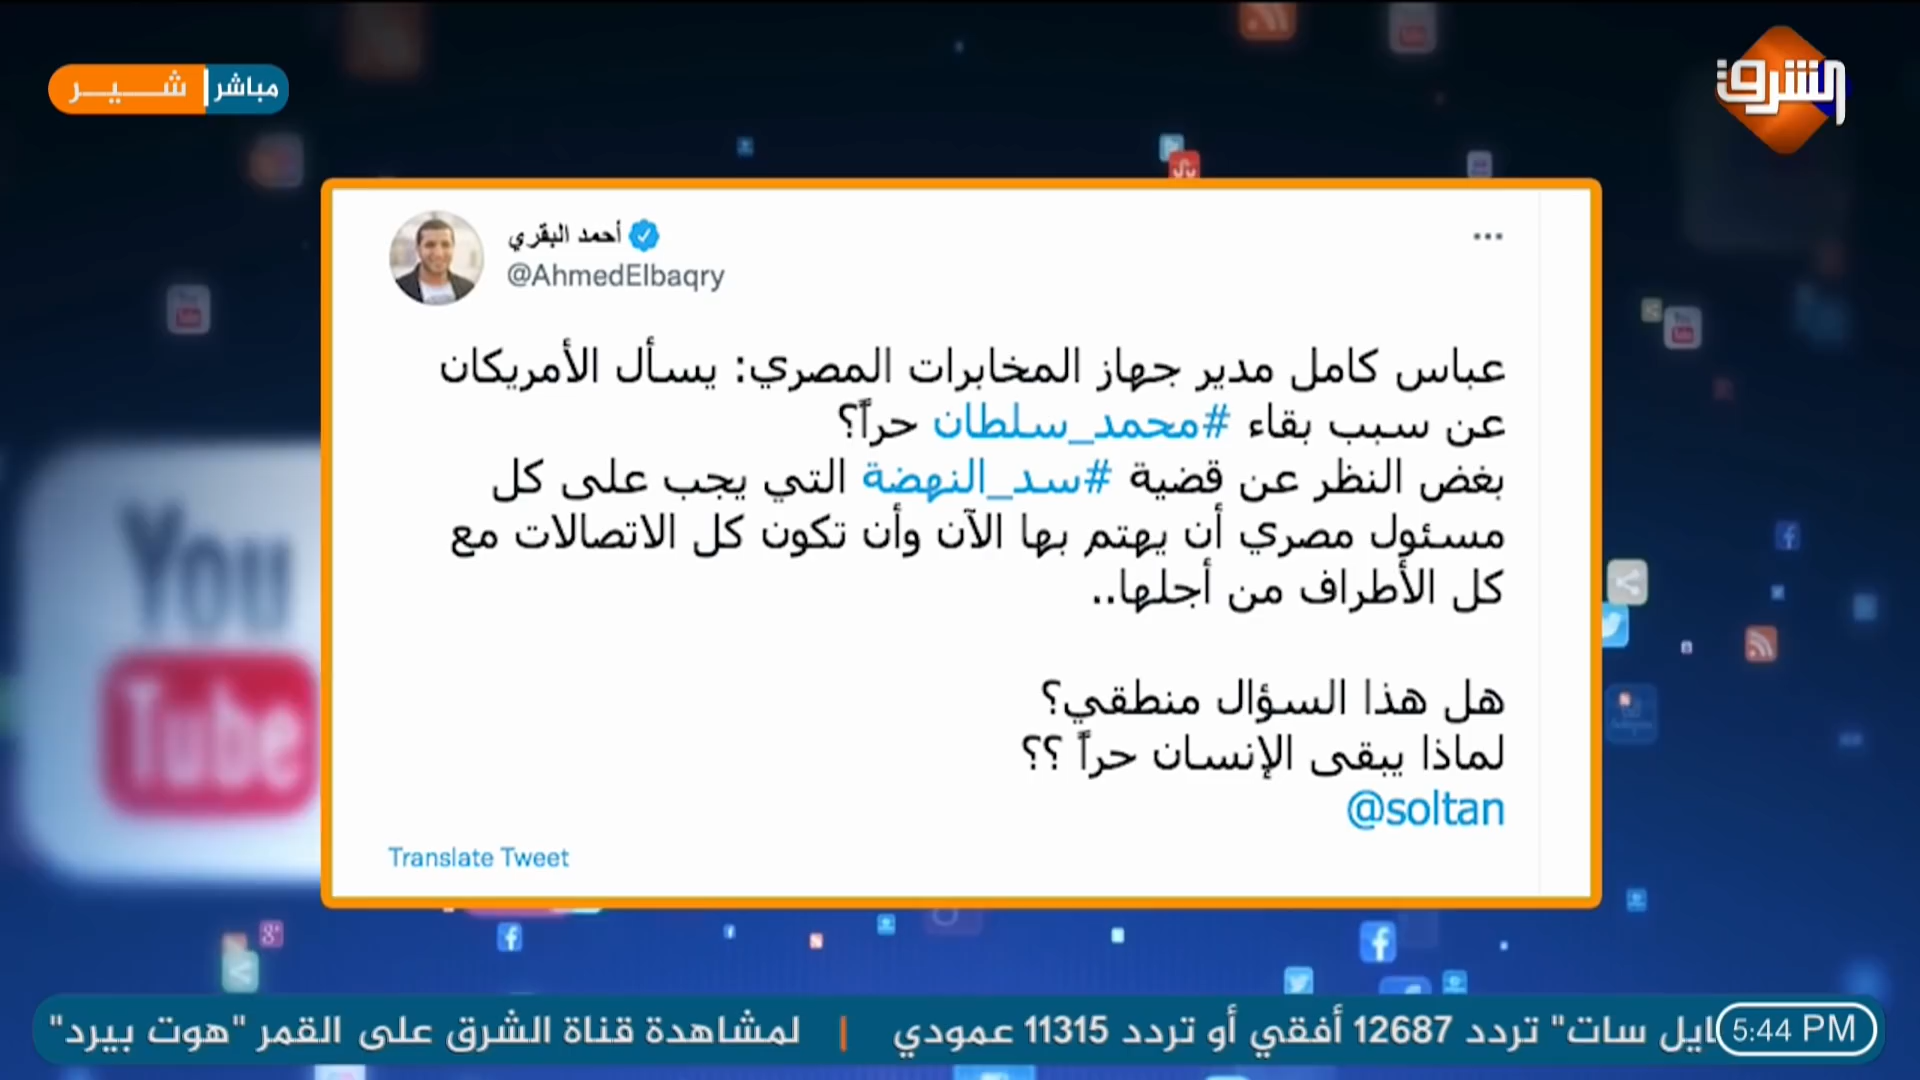 مباشر شير
الشرق
أحمد البقري
@AhmedElbaqry
عباس كامل مدير جهاز المخابرات المصري: يسأل الأمريكان
عن سبب بقاء #محمد_سلطان حراً؟
بغض النظر عن قضية #سد_النهضة التي يجب على كل
مسئول مصري أن يهتم بها الآن وأن تكون كل الاتصالات مع
كل الأطراف من أجلها..
هل هذا السؤال منطقي؟
لماذا يبقى الإنسان حراً ؟؟
@soltan
Translate Tweet
You
Tube
ايل سات" تردد 12687 أفقي أو تردد 11315 عمودي | لمشاهدة قناة الشرق على القمر "هوت بيرد"
5:44 PM